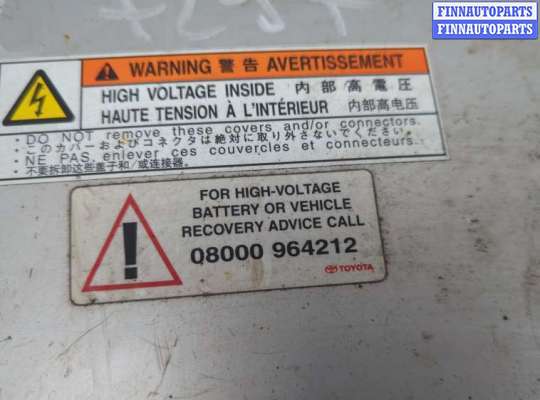 FINNAUTOPARTS
FINNAUTOPARTS
FINNAUTOPARTS
WARNING 警告 AVERTISSEMENT
HIGH VOLTAGE INSIDE 内部高電圧
HAUTE TENSION À L'INTÉRIEUR 内部高电压
・DO NOT remove these covers and/or connectors.
・このカバーおよびコネクタは絶対に取り外さないでください。
・NE PAS enlever ces couvercles et connecteurs.
・不要拆卸这些盖子和/或连接器。
FOR HIGH-VOLTAGE
BATTERY OR VEHICLE
RECOVERY ADVICE CALL
08000 964212
TOYOTA